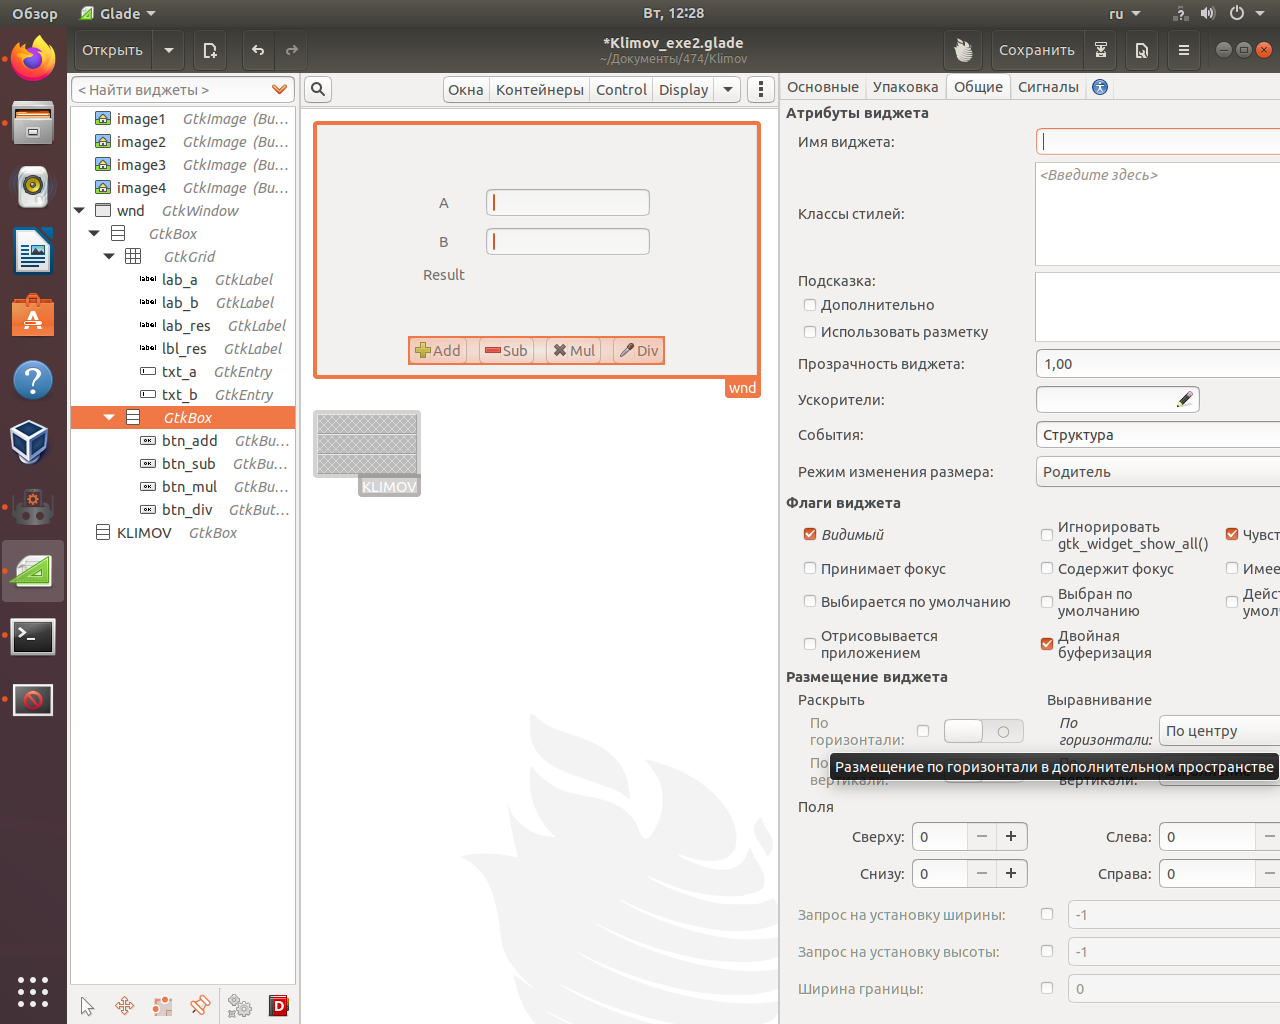 Обзор
Glade
Вт, 12:28
ru
Открыть
*Klimov_exe2.glade
~/Документы/474/Klimov
Сохранить
< Найти виджеты >
Окна
Контейнеры
Control
Display
Основные
Упаковка
Общие
Сигналы
image1 GtkImage (Bu…
image2 GtkImage (Bu…
image3 GtkImage (Bu…
image4 GtkImage (Bu…
wnd GtkWindow
GtkBox
GtkGrid
lab_a GtkLabel
lab_b GtkLabel
lab_res GtkLabel
lbl_res GtkLabel
txt_a GtkEntry
txt_b GtkEntry
GtkBox
btn_add GtkBu…
btn_sub GtkBu…
btn_mul GtkBu…
btn_div GtkBut…
KLIMOV GtkBox
A
B
Result
Add
Sub
Mul
Div
wnd
KLIMOV
Атрибуты виджета
Имя виджета:
Классы стилей:
<Введите здесь>
Подсказка:
Дополнительно
Использовать разметку
Прозрачность виджета:
1,00
Ускорители:
События:
Структура
Режим изменения размера:
Родитель
Флаги виджета
Видимый
Игнорировать
gtk_widget_show_all()
Чувст
Принимает фокус
Содержит фокус
Имее
Выбирается по умолчанию
Выбран по
умолчанию
Дейс
умолч
Отрисовывается
приложением
Двойная
буферизация
Размещение виджета
Раскрыть
Выравнивание
По
горизонтали:
По
горизонтали:
По центру
По
вертикали:
Размещение по горизонтали в дополнительном пространстве
вертикали:
Поля
Сверху:
0
Слева:
0
Снизу:
0
Справа:
0
Запрос на установку ширины:
-1
Запрос на установку высоты:
-1
Ширина границы:
0